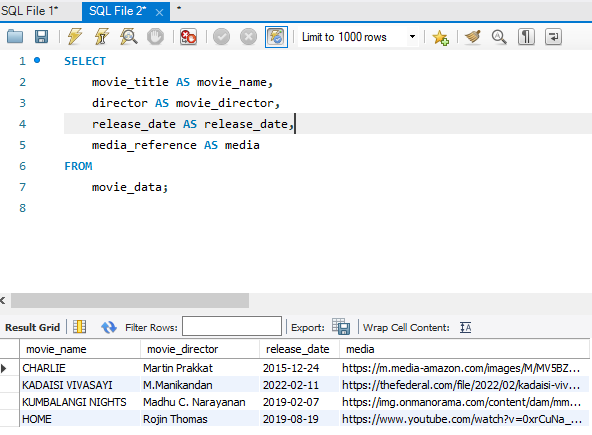 SQL File 1* SQL File 2* *
Limit to 1000 rows
1 SELECT
2 movie_title AS movie_name,
3 director AS movie_director,
4 release_date AS release_date,
5 media_reference AS media
6 FROM
7 movie_data;
8
Result Grid Filter Rows: Export: Wrap Cell Content:
movie_name movie_director release_date media
CHARLIE Martin Prakkat 2015-12-24 https://m.media-amazon.com/images/M/MV5BZ...
KADAISI VIVASAYI M.Manikandan 2022-02-11 https://thefederal.com/file/2022/02/kadaisi-viv...
KUMBALANGI NIGHTS Madhu C. Narayanan 2019-02-07 https://img.onmanorama.com/content/dam/mm...
HOME Rojin Thomas 2019-08-19 https://www.youtube.com/watch?v=0xrCuNa_...